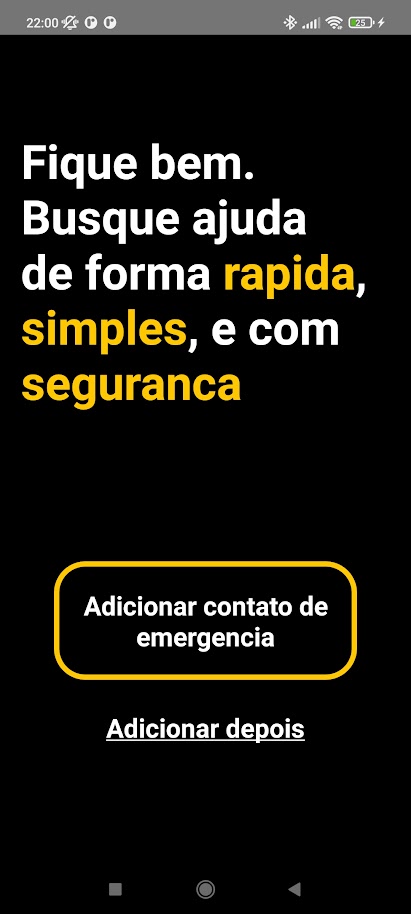 22:00
25
Fique bem.
Busque ajuda
de forma rapida,
simples, e com
seguranca
Adicionar contato de
emergencia
Adicionar depois